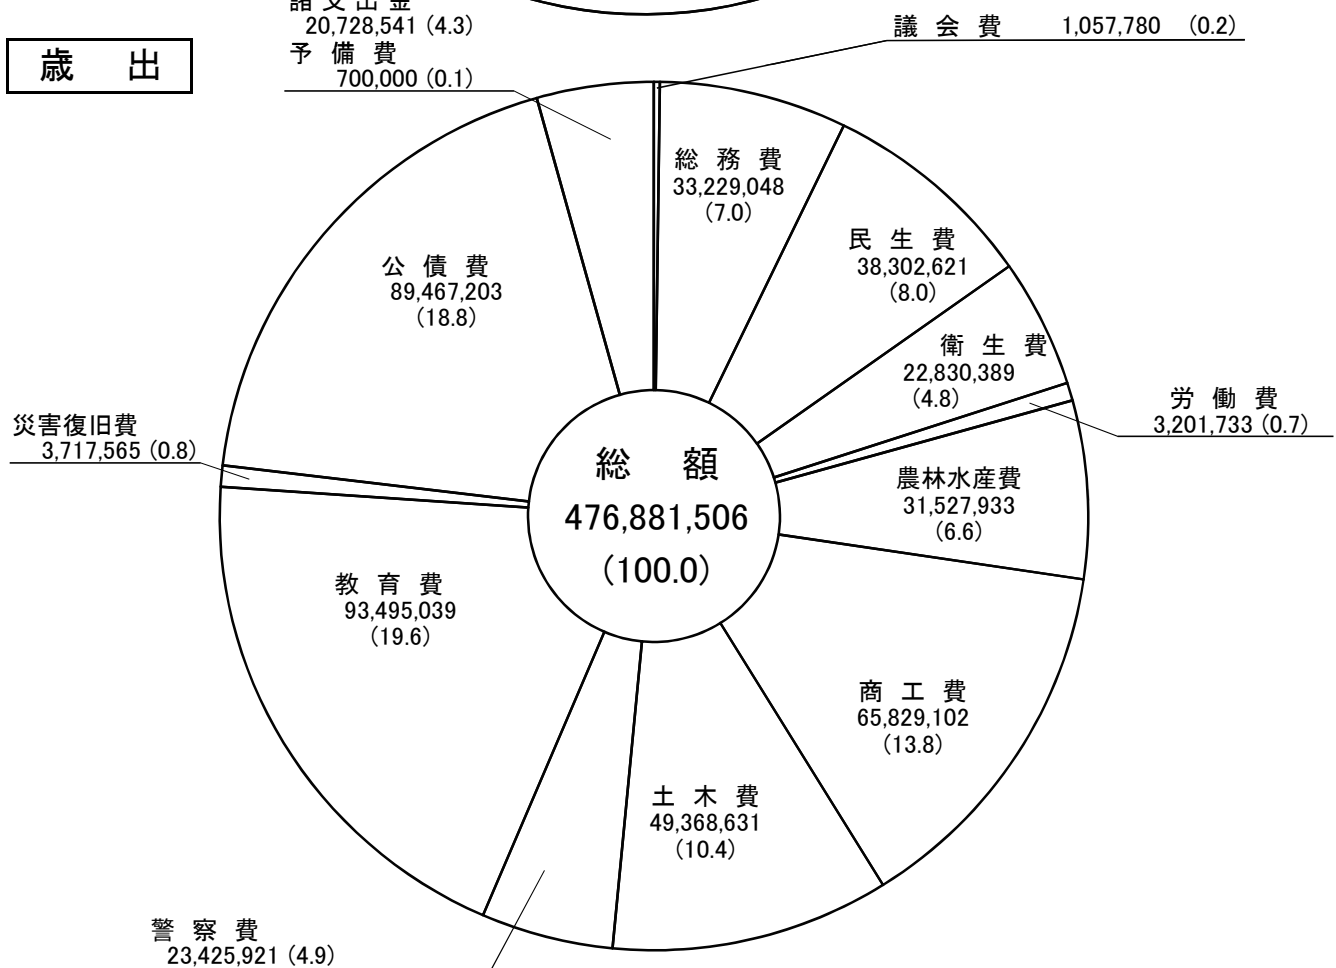 諸支出金
20,728,541 (4.3)
予備費
700,000 (0.1)
議会費 1,057,780 (0.2)
歳出
総務費
33,229,048
(7.0)
民生費
38,302,621
(8.0)
公債費
89,467,203
(18.8)
衛生費
22,830,389
(4.8)
労働費
3,201,733 (0.7)
災害復旧費
3,717,565 (0.8)
総額
476,881,506
(100.0)
農林水産費
31,527,933
(6.6)
教育費
93,495,039
(19.6)
商工費
65,829,102
(13.8)
土木費
49,368,631
(10.4)
警察費
23,425,921 (4.9)